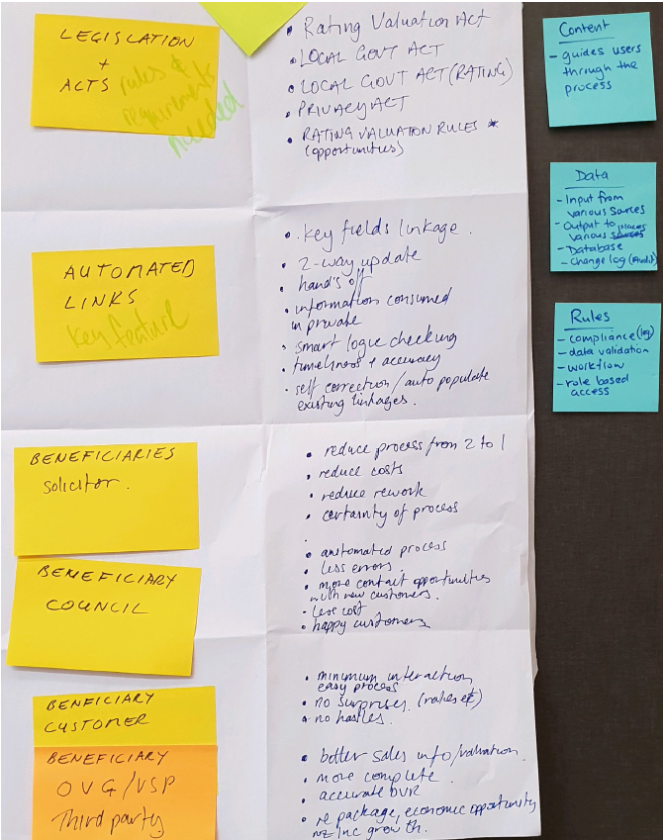 LEGISLATION
+
ACTS rules &
requirements
needed
• Rating Valuation Act
• LOCAL GOVT ACT
• LOCAL GOVT ACT (RATING)
• PRIVACY ACT
• RATING VALUATION RULES *
(opportunities)
AUTOMATED
LINKS
Key feature
• key fields linkage.
• 2-way update
• hand's off
• information consumed
in private
• smart logic checking
• timeliness + accuracy
• self correction / auto populate
existing linkages.
BENEFICIARIES
Solicitor.
• reduce process from 2 to 1
• reduce costs
• reduce rework
• certainty of process
BENEFICIARY
COUNCIL
• automated process
• less errors.
• more contact opportunities
with new customers.
• less cost
• happy customers
BENFICIARY
CUSTOMER
• minimum interaction
easy process
• no surprises. (rates etc)
• no hassles.
BENEFICIARY
OVG/VSP
Third party
• better sales info/valuation.
• more complete.
• accurate DVR
• re package, economic opportunity
nz inc growth.
Content
- guides users
through the
process
Data
- Input from
various sources
- Output to places
various sources
- Database
- Change log (Audit)
Rules
- compliance (leg)
- data validation
- workflow
- role based
access